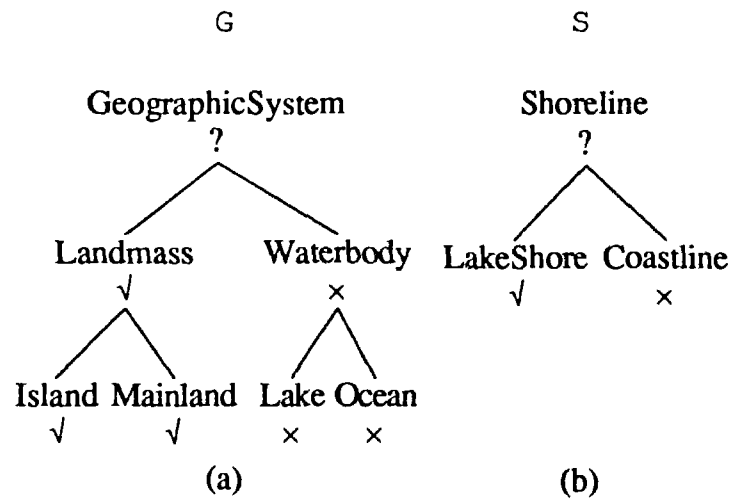 G S
GeographicSystem Shoreline
? ?
Landmass Waterbody LakeShore Coastline
√ × √ ×
Island Mainland Lake Ocean
√ √ × ×
(a) (b)